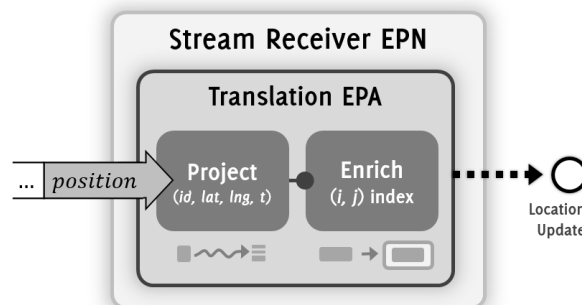 Stream Receiver EPN
Translation EPA
... position
Project
(id, lat, lng, t)
Enrich
(i, j) index
Location
Update